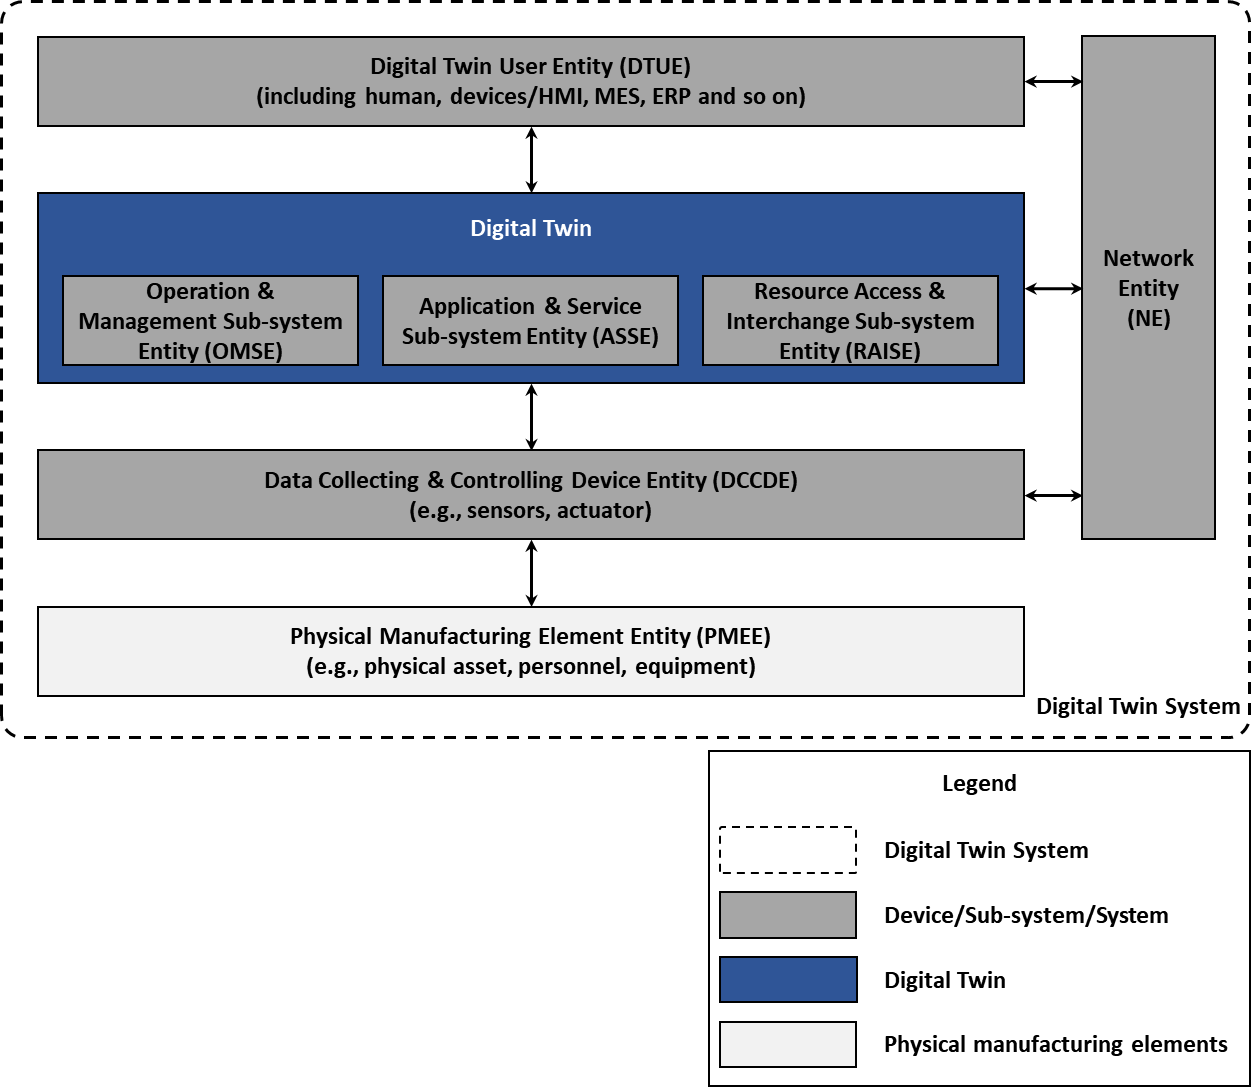 Digital Twin User Entity (DTUE)
(including human, devices/HMI, MES, ERP and so on)
Digital Twin
Operation &
Management Sub-system
Entity (OMSE)
Application & Service
Sub-system Entity (ASSE)
Resource Access &
Interchange Sub-system
Entity (RAISE)
Network
Entity
(NE)
Data Collecting & Controlling Device Entity (DCCDE)
(e.g., sensors, actuator)
Physical Manufacturing Element Entity (PMEE)
(e.g., physical asset, personnel, equipment)
Digital Twin System
Legend
Digital Twin System
Device/Sub-system/System
Digital Twin
Physical manufacturing elements